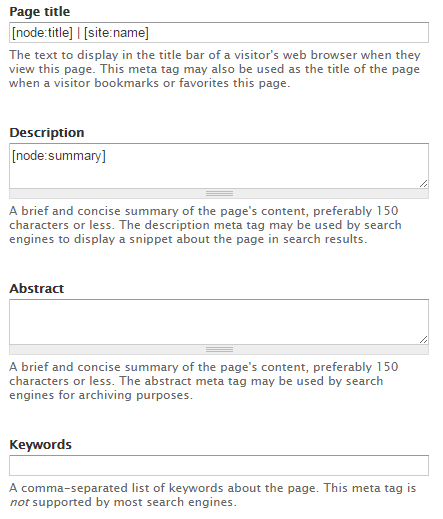 Page title
[node:title] | [site:name]
The text to display in the title bar of a visitor's web browser when they
view this page. This meta tag may also be used as the title of the page
when a visitor bookmarks or favorites this page.
Description
[node:summary]
A brief and concise summary of the page's content, preferably 150
characters or less. The description meta tag may be used by search
engines to display a snippet about the page in search results.
Abstract
A brief and concise summary of the page's content, preferably 150
characters or less. The abstract meta tag may be used by search
engines for archiving purposes.
Keywords
A comma-separated list of keywords about the page. This meta tag is
not supported by most search engines.